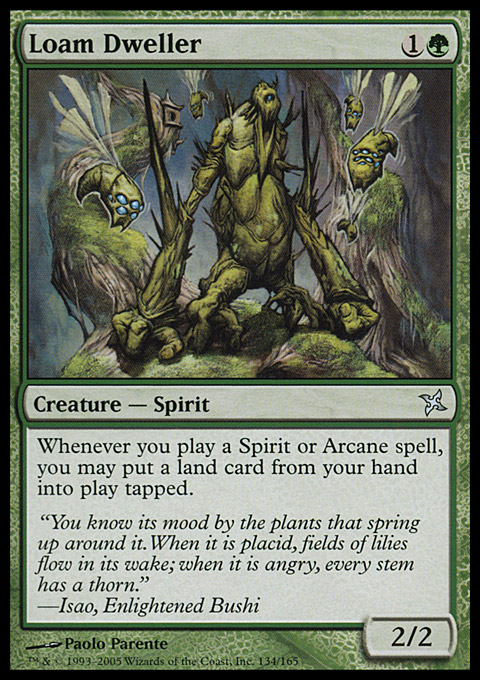 Loam Dweller 1
Creature — Spirit
Whenever you play a Spirit or Arcane spell,
you may put a land card from your hand
into play tapped.
“You know its mood by the plants that spring
up around it. When it is placid, fields of lilies
flow in its wake; when it is angry, every stem
has a thorn.”
—Isao, Enlightened Bushi
2/2
Paolo Parente
™ & © 1993–2005 Wizards of the Coast, Inc. 134/165